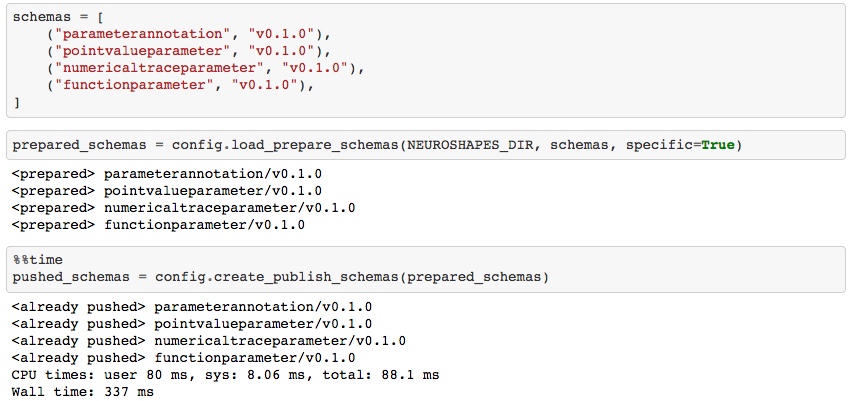 schemas = [
    ("parameterannotation", "v0.1.0"),
    ("pointvalueparameter", "v0.1.0"),
    ("numericaltraceparameter", "v0.1.0"),
    ("functionparameter", "v0.1.0"),
]
prepared_schemas = config.load_prepare_schemas(NEUROSHAPES_DIR, schemas, specific=True)
<prepared> parameterannotation/v0.1.0
<prepared> pointvalueparameter/v0.1.0
<prepared> numericaltraceparameter/v0.1.0
<prepared> functionparameter/v0.1.0
%%time
pushed_schemas = config.create_publish_schemas(prepared_schemas)
<already pushed> parameterannotation/v0.1.0
<already pushed> pointvalueparameter/v0.1.0
<already pushed> numericaltraceparameter/v0.1.0
<already pushed> functionparameter/v0.1.0
CPU times: user 80 ms, sys: 8.06 ms, total: 88.1 ms
Wall time: 337 ms